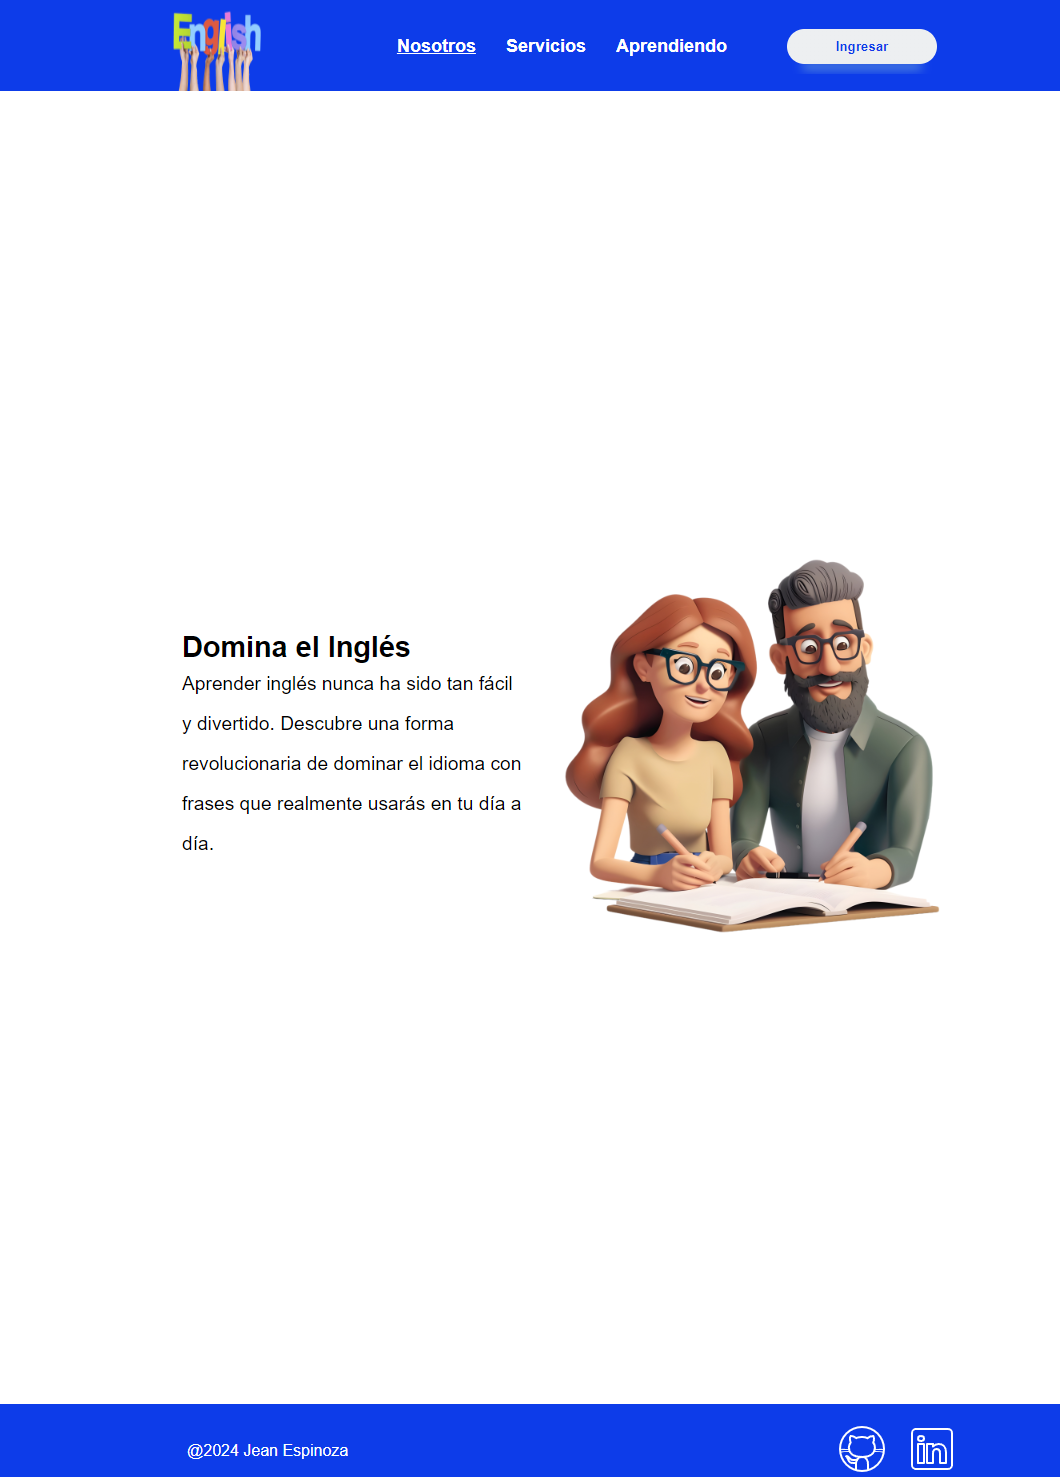 English
Nosotros Servicios Aprendiendo Ingresar
Domina el Inglés
Aprender inglés nunca ha sido tan fácil
y divertido. Descubre una forma
revolucionaria de dominar el idioma con
frases que realmente usarás en tu día a
día.
@2024 Jean Espinoza
in